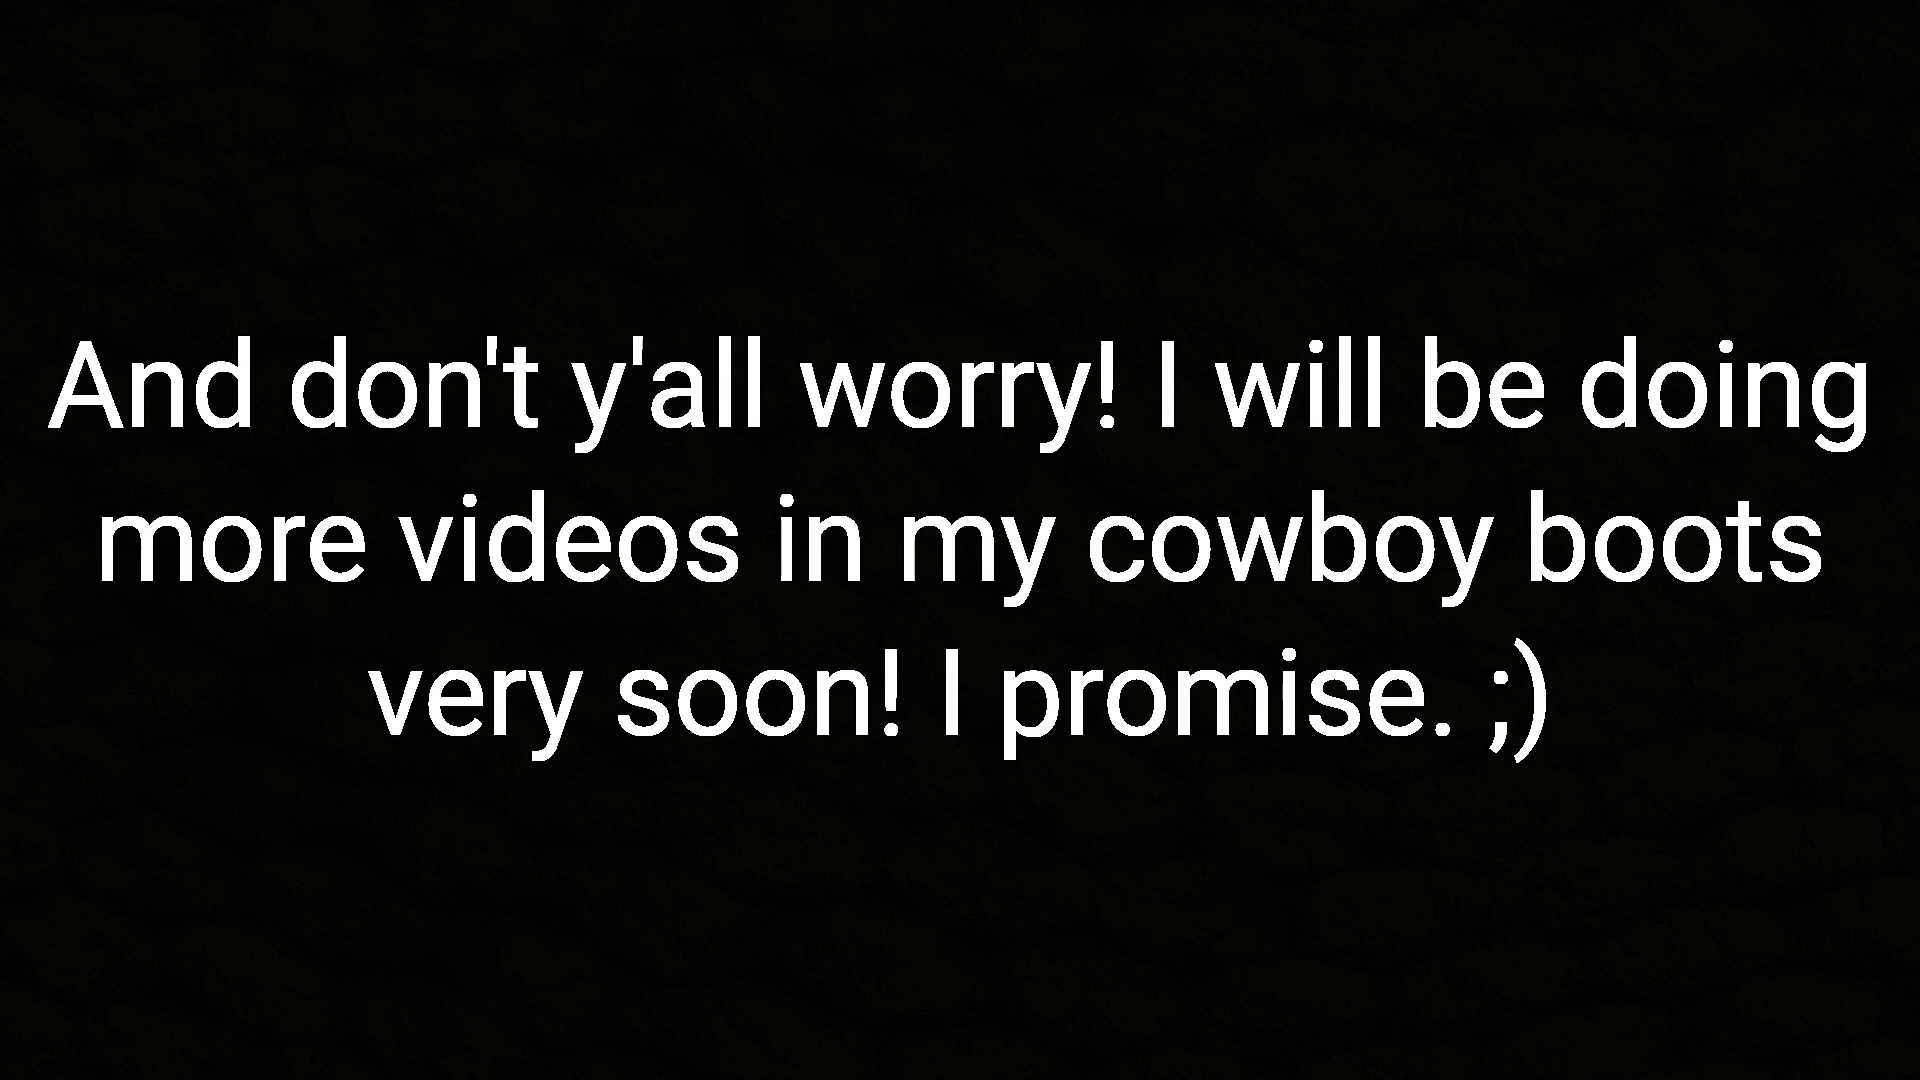 And don't y'all worry! I will be doing
more videos in my cowboy boots
very soon! I promise. ;)